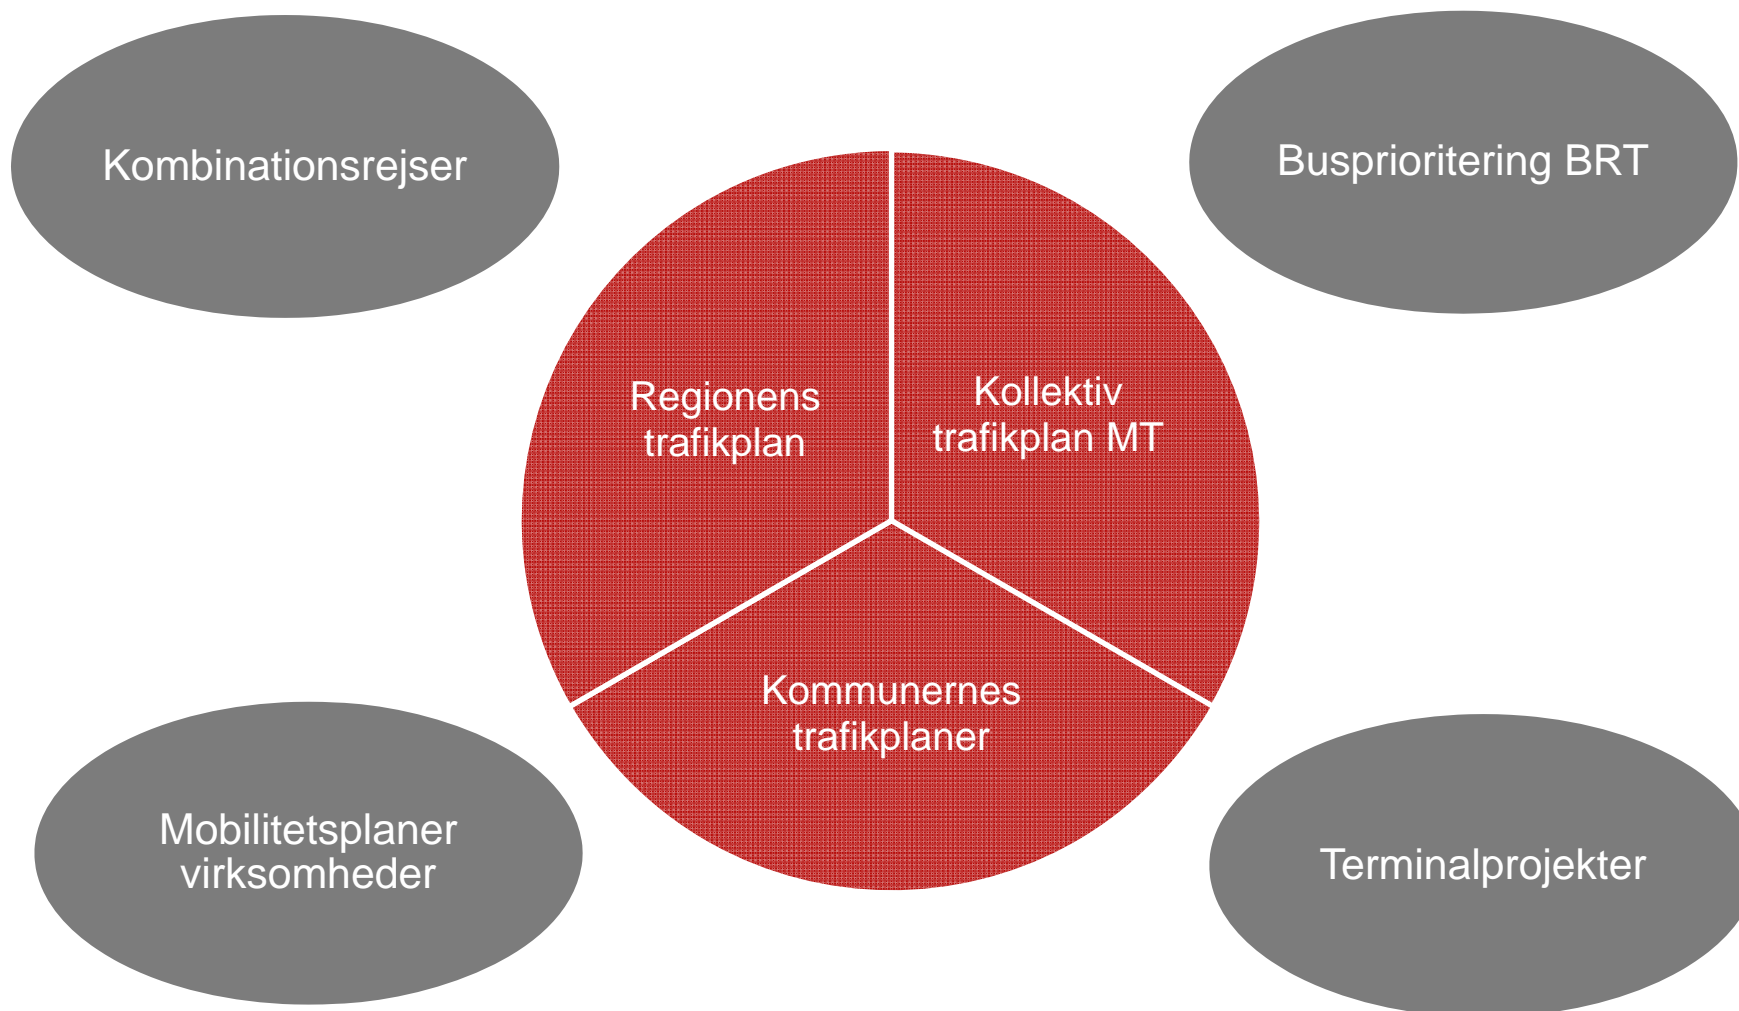 Kombinationsrejser
Busprioritering BRT
Regionens
trafikplan
Kollektiv
trafikplan MT
Kommunernes
trafikplaner
Mobilitetsplaner
virksomheder
Terminalprojekter